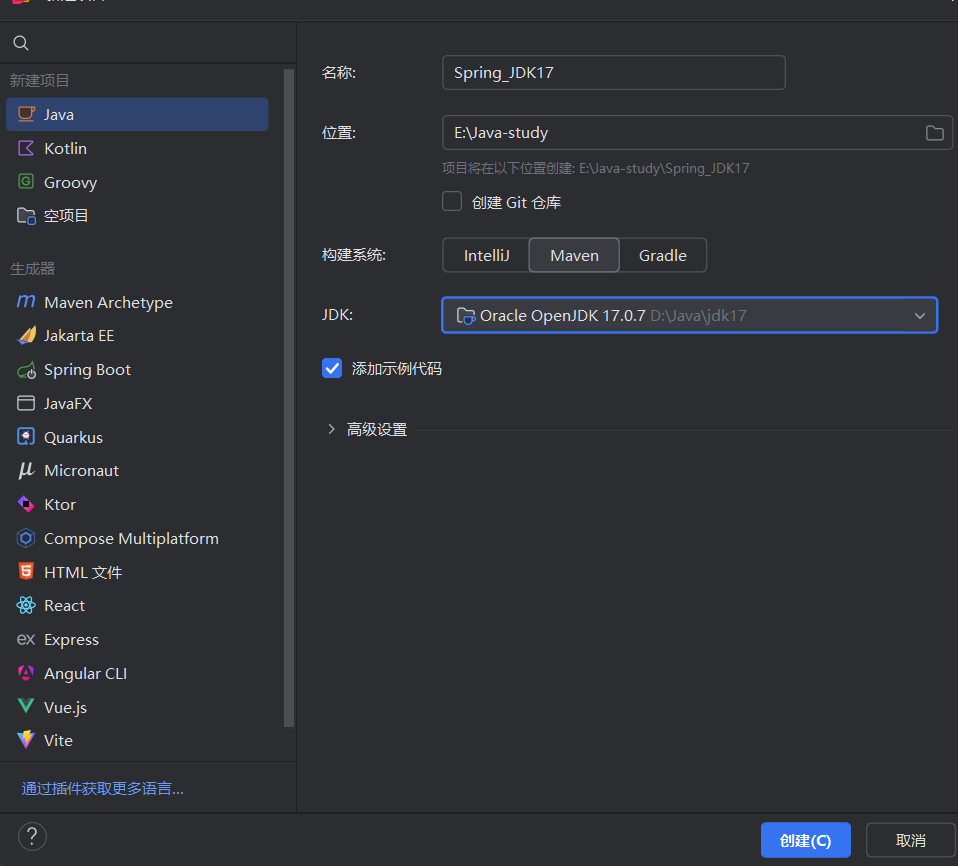 新建项目
Java
Kotlin
Groovy
空项目
生成器
Maven Archetype
Jakarta EE
Spring Boot
JavaFX
Quarkus
Micronaut
Ktor
Compose Multiplatform
HTML 文件
React
Express
Angular CLI
Vue.js
Vite
通过插件获取更多语言...
名称: Spring_JDK17
位置: E:\Java-study
项目将在以下位置创建: E:\Java-study\Spring_JDK17
创建 Git 仓库
构建系统: IntelliJ Maven Gradle
JDK: Oracle OpenJDK 17.0.7 D:\Java\jdk17
添加示例代码
高级设置
? 创建(C) 取消